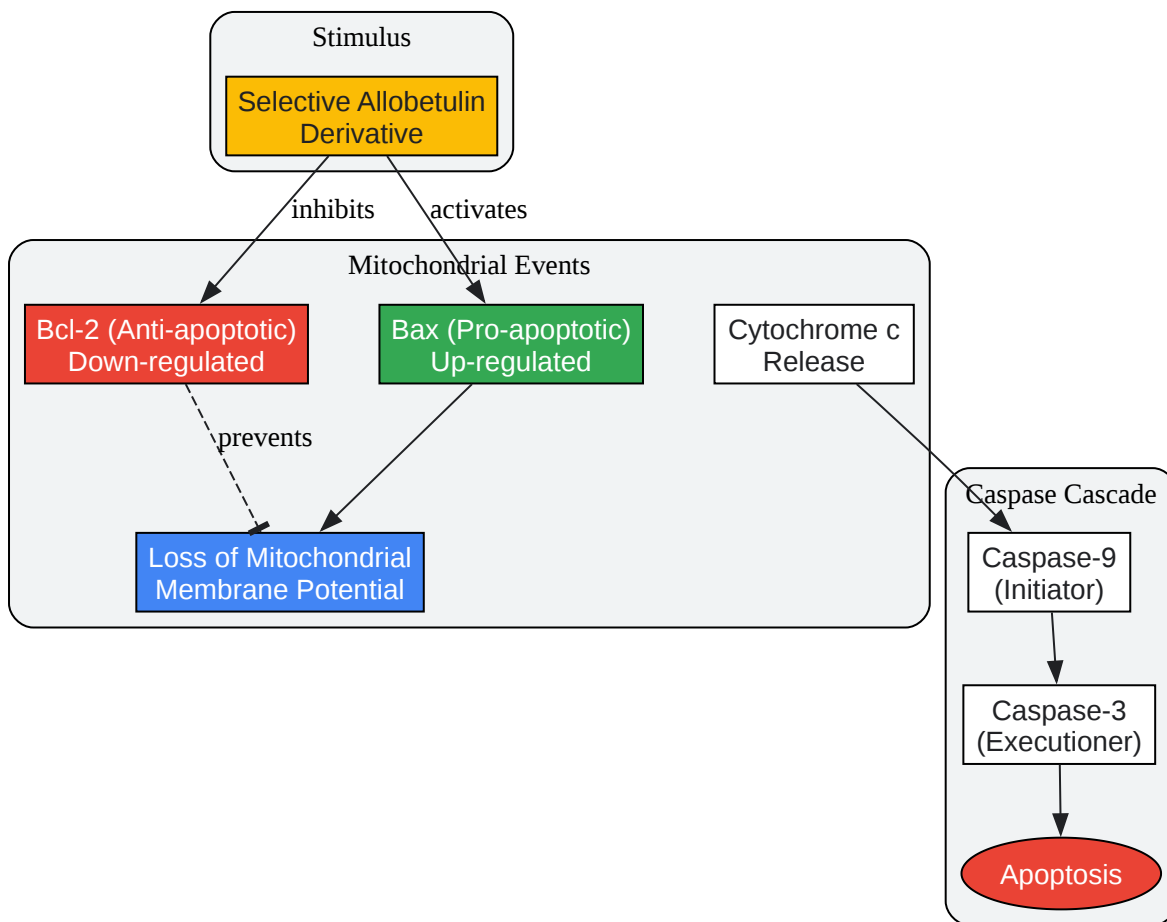 Stimulus
Selective Allobetulin
Derivative
inhibits
activates
Mitochondrial Events
Bcl-2 (Anti-apoptotic)
Down-regulated
Bax (Pro-apoptotic)
Up-regulated
Cytochrome c
Release
prevents
Loss of Mitochondrial
Membrane Potential
Caspase Cascade
Caspase-9
(Initiator)
Caspase-3
(Executioner)
Apoptosis